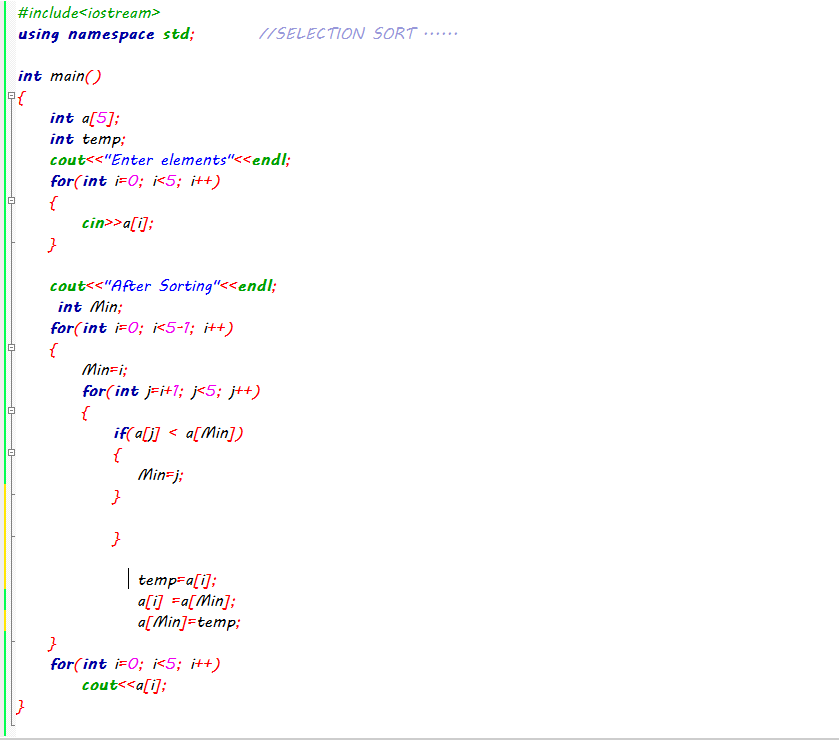 #include<iostream>
using namespace std; //SELECTION SORT ······
int main()
{
int a[5];
int temp;
cout<<"Enter elements"<<endl;
for(int i=0; i<5; i++)
{
cin>>a[i];
}
cout<<"After Sorting"<<endl;
int Min;
for(int i=0; i<5-1; i++)
{
Min=i;
for(int j=i+1; j<5; j++)
{
if(a[j] < a[Min])
{
Min=j;
}
}
temp=a[i];
a[i] =a[Min];
a[Min]=temp;
}
for(int i=0; i<5; i++)
cout<<a[i];
}